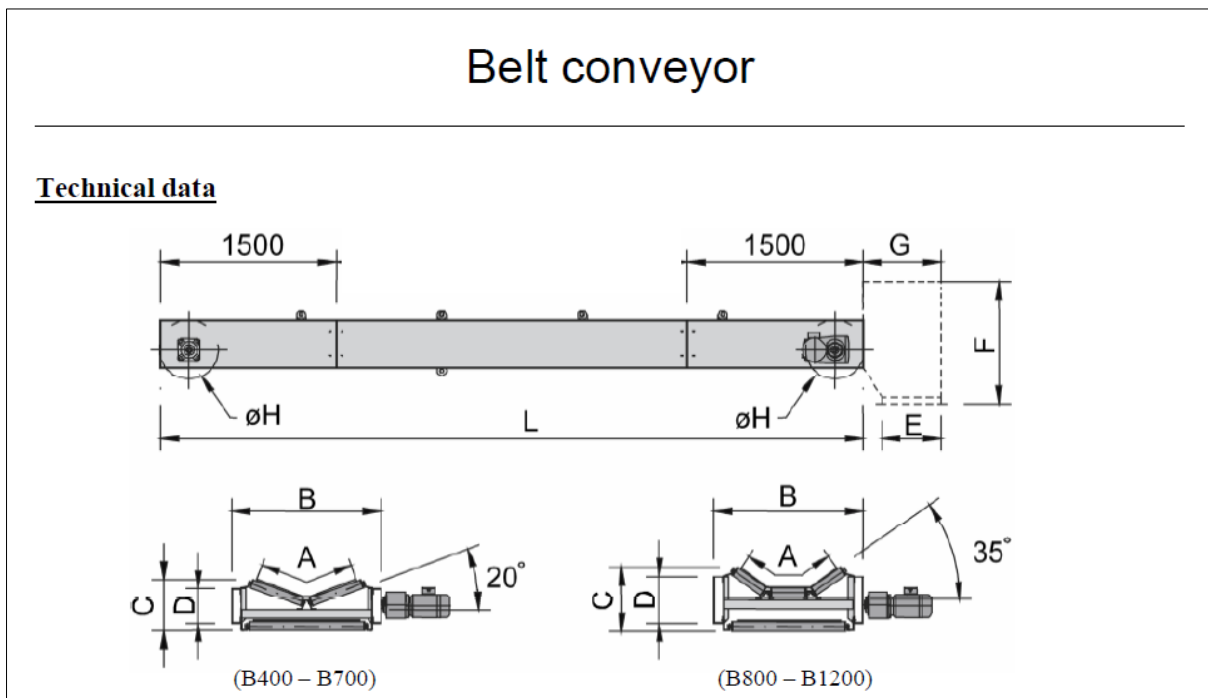 Belt conveyor
Technical data
1500
1500
G
F
øH
øH
L
E
B
B
A
20°
A
35°
C
D
C
D
(B400 – B700)
(B800 – B1200)